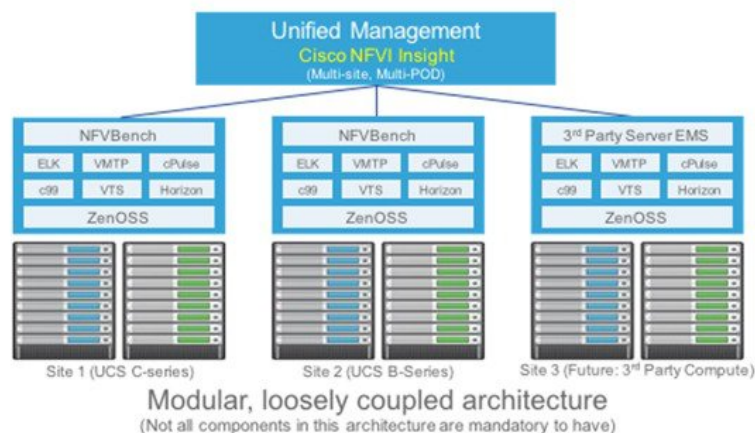 Unified Management
Cisco NFVI Insight
(Multi-site, Multi-POD)
NFVBench
ELK VMTP cPulse
c99 VTS Horizon
ZenOSS
NFVBench
ELK VMTP cPulse
c99 VTS Horizon
ZenOSS
3rd Party Server EMS
ELK VMTP cPulse
c99 VTS Horizon
ZenOSS
Site 1 (UCS C-series)
Site 2 (UCS B-Series)
Site 3 (Future: 3rd Party Compute)
Modular, loosely coupled architecture
(Not all components in this architecture are mandatory to have)